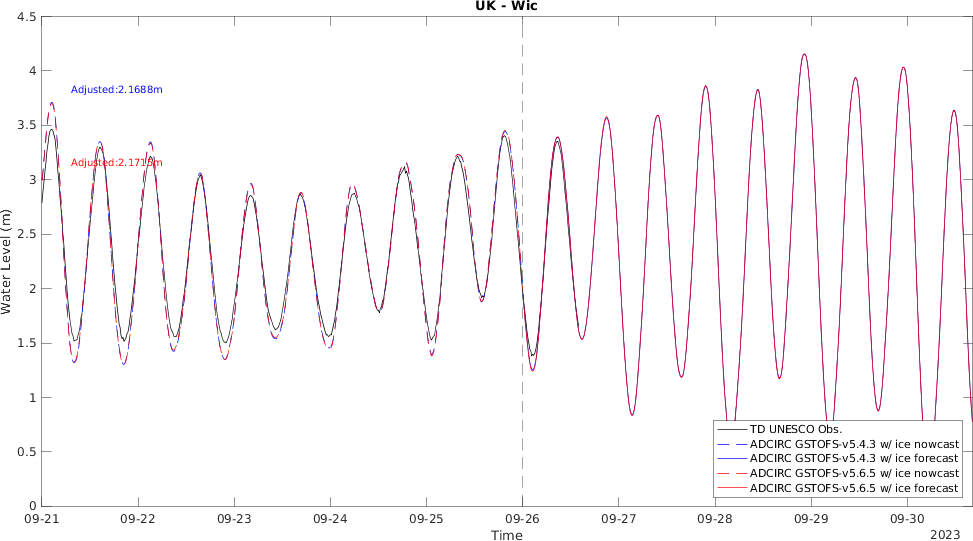 UK - Wic
4.5
4
3.5
3
2.5
2
1.5
1
0.5
0
Water Level (m)
Adjusted:2.1688m
TD UNESCO Obs.
ADCIRC GSTOFS-v5.4.3 w/ ice nowcast
ADCIRC GSTOFS-v5.4.3 w/ ice forecast
ADCIRC GSTOFS-v5.6.5 w/ ice nowcast
ADCIRC GSTOFS-v5.6.5 w/ ice forecast
09-21 09-22 09-23 09-24 09-25 09-26 09-27 09-28 09-29 09-30
Time
2023